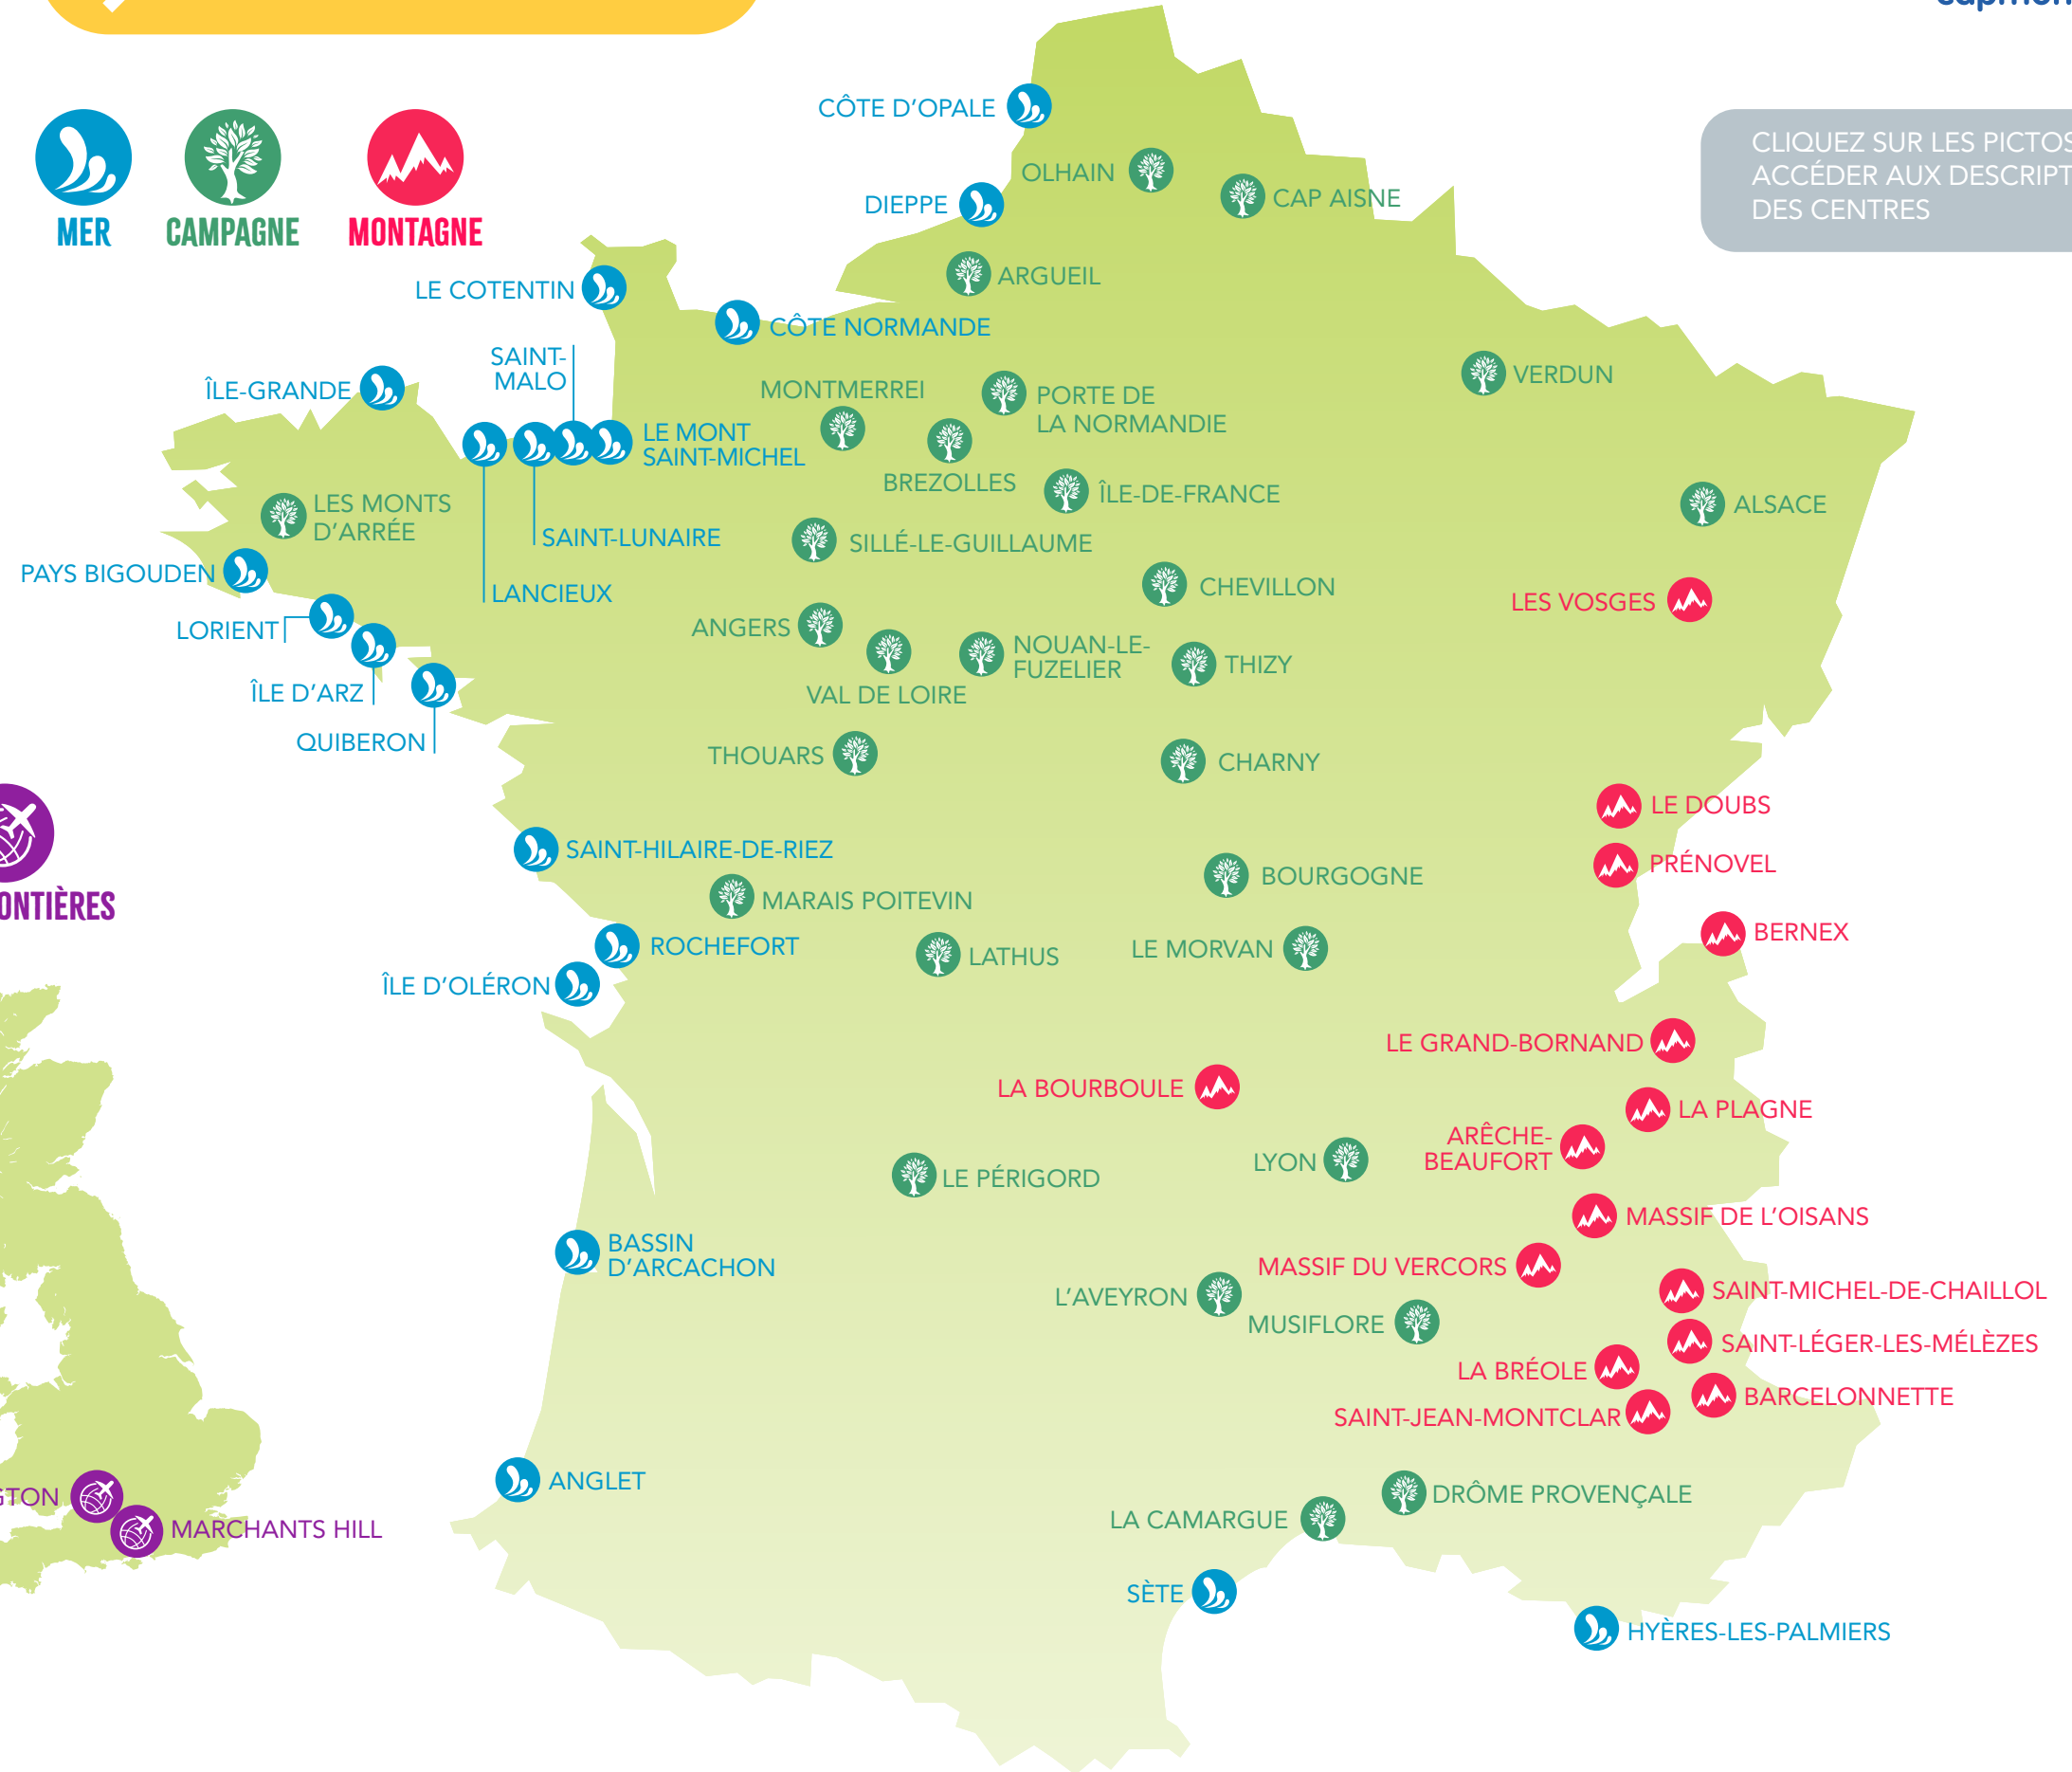 CLIQUEZ SUR LES PICTOS
ACCÉDER AUX DESCRIPT
DES CENTRES
MER
CAMPAGNE
MONTAGNE
CÔTE D'OPALE
OLHAIN
CAP AISNE
DIEPPE
ARGUEIL
LE COTENTIN
CÔTE NORMANDE
SAINT-
MALO
ÎLE-GRANDE
MONTMERREI
PORTE DE
LA NORMANDIE
VERDUN
LE MONT
SAINT-MICHEL
BREZOLLES
ÎLE-DE-FRANCE
ALSACE
LES MONTS
D'ARRÉE
SAINT-LUNAIRE
SILLÉ-LE-GUILLAUME
PAYS BIGOUDEN
LANCIEUX
CHEVILLON
LES VOSGES
LORIENT
ANGERS
NOUAN-LE-
FUZELIER
THIZY
ÎLE D'ARZ
VAL DE LOIRE
QUIBERON
THOUARS
CHARNY
LE DOUBS
SAINT-HILAIRE-DE-RIEZ
PRÉNOVEL
BOURGOGNE
ONTIÈRES
MARAIS POITEVIN
BERNEX
ROCHEFORT
LATHUS
LE MORVAN
ÎLE D'OLÉRON
LE GRAND-BORNAND
LA BOURBOULE
LA PLAGNE
ARÊCHE-
BEAUFORT
LYON
LE PÉRIGORD
MASSIF DE L'OISANS
BASSIN
D'ARCACHON
MASSIF DU VERCORS
L'AVEYRON
SAINT-MICHEL-DE-CHAILLOL
MUSIFLORE
SAINT-LÉGER-LES-MÉLÈZES
LA BRÉOLE
BARCELONNETTE
SAINT-JEAN-MONTCLAR
ANGLET
DRÔME PROVENÇALE
GTON
LA CAMARGUE
MARCHANTS HILL
SÈTE
HYÈRES-LES-PALMIERS